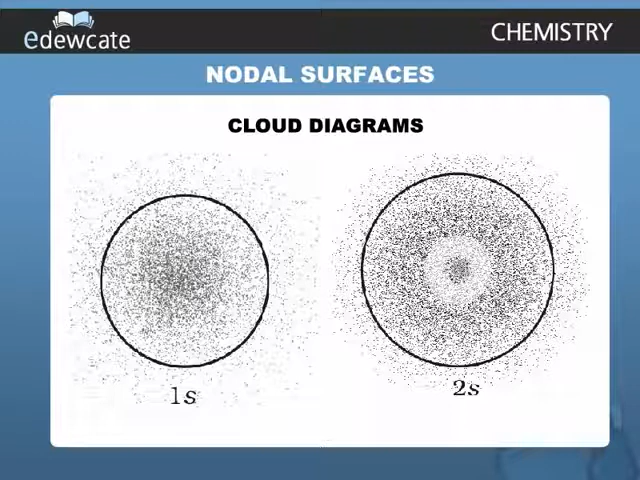 edewcate
CHEMISTRY
NODAL SURFACES
CLOUD DIAGRAMS
1s
2s